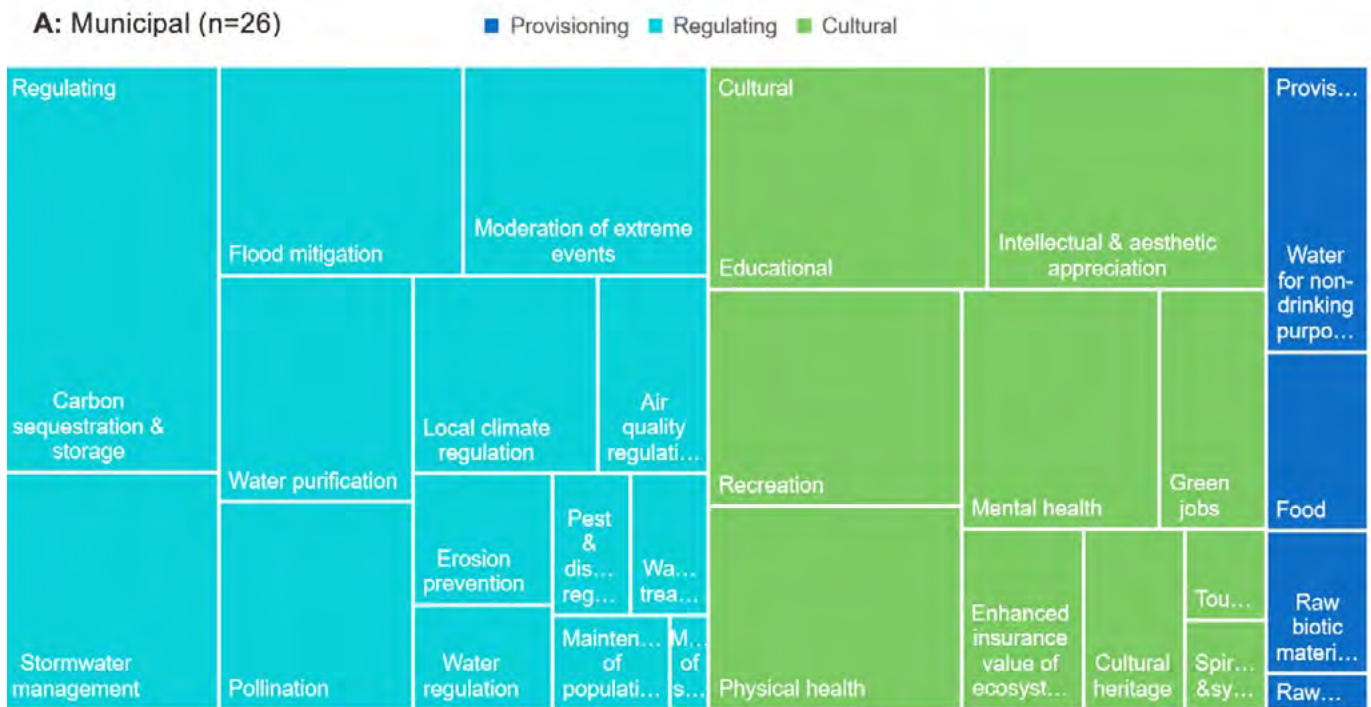 A: Municipal (n=26)
Provisioning Regulating Cultural
Regulating
Carbon
sequestration &
storage
Stormwater
management
Flood mitigation
Moderation of extreme
events
Water purification
Local climate
regulation
Air
quality
regulati…
Pollination
Erosion
prevention
Pest
&
dis…
reg…
Wa…
trea…
Water
regulation
Mainten…
of
populati…
M…
of
s…
Cultural
Educational
Intellectual & aesthetic
appreciation
Recreation
Mental health
Green
jobs
Physical health
Enhanced
insurance
value of
ecosyst…
Cultural
heritage
Tou…
Spir…
&sy…
Provis…
Water
for non-
drinking
purpo…
Food
Raw
biotic
materi…
Raw…